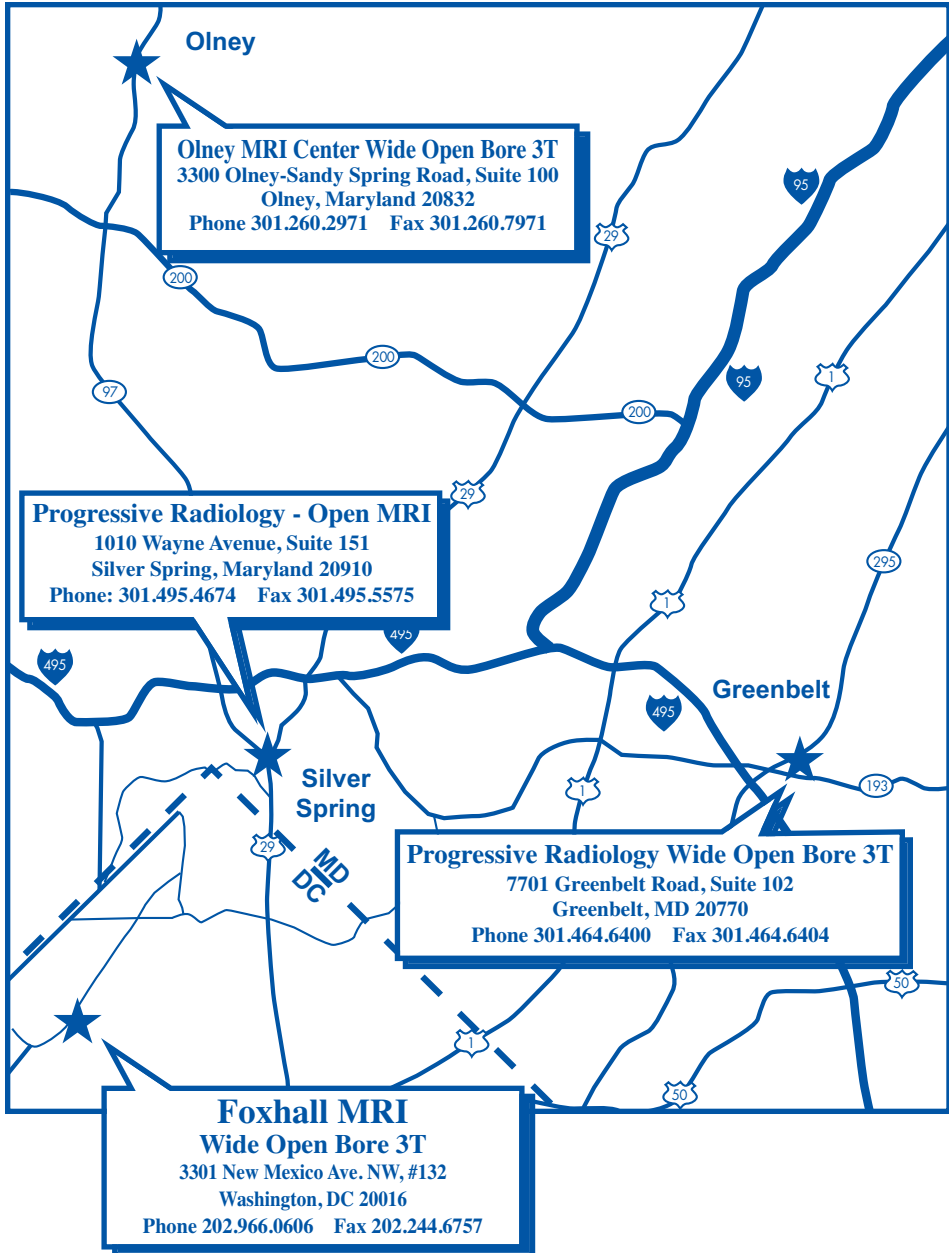 Olney
Olney MRI Center Wide Open Bore 3T
3300 Olney-Sandy Spring Road, Suite 100
Olney, Maryland 20832
Phone 301.260.2971 Fax 301.260.7971
95
29
200
200
95
1
97
200
29
Progressive Radiology - Open MRI
1010 Wayne Avenue, Suite 151
Silver Spring, Maryland 20910
Phone: 301.495.4674 Fax 301.495.5575
295
1
495
495
Greenbelt
495
Silver
Spring
193
1
29
MD
DC
Progressive Radiology Wide Open Bore 3T
7701 Greenbelt Road, Suite 102
Greenbelt, MD 20770
Phone 301.464.6400 Fax 301.464.6404
50
1
50
Foxhall MRI
Wide Open Bore 3T
3301 New Mexico Ave. NW, #132
Washington, DC 20016
Phone 202.966.0606 Fax 202.244.6757